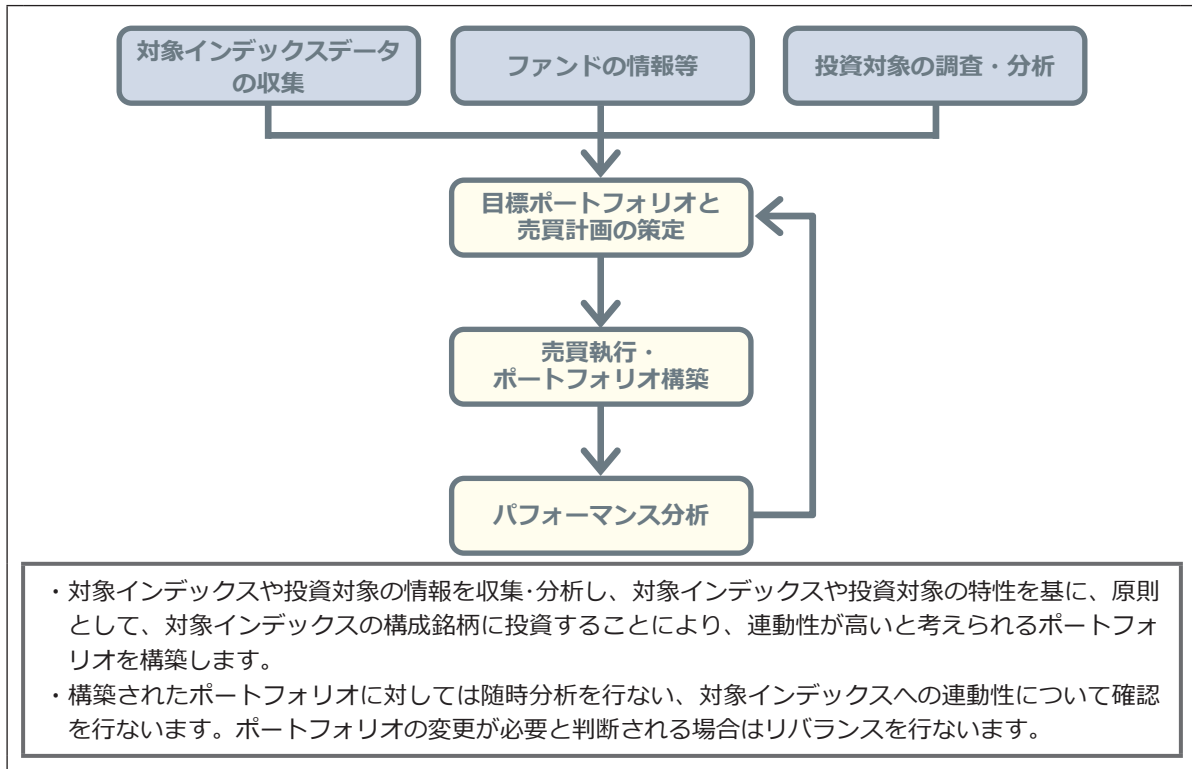 対象インデックスデータ
の収集
ファンドの情報等
投資対象の調査・分析
目標ポートフォリオと
売買計画の策定
売買執行・
ポートフォリオ構築
パフォーマンス分析
・対象インデックスや投資対象の情報を収集･分析し、対象インデックスや投資対象の特性を基に、原則
として、対象インデックスの構成銘柄に投資することにより、連動性が高いと考えられるポートフォ
リオを構築します。
・構築されたポートフォリオに対しては随時分析を行ない、対象インデックスへの連動性について確認
を行ないます。ポートフォリオの変更が必要と判断される場合はリバランスを行ないます。